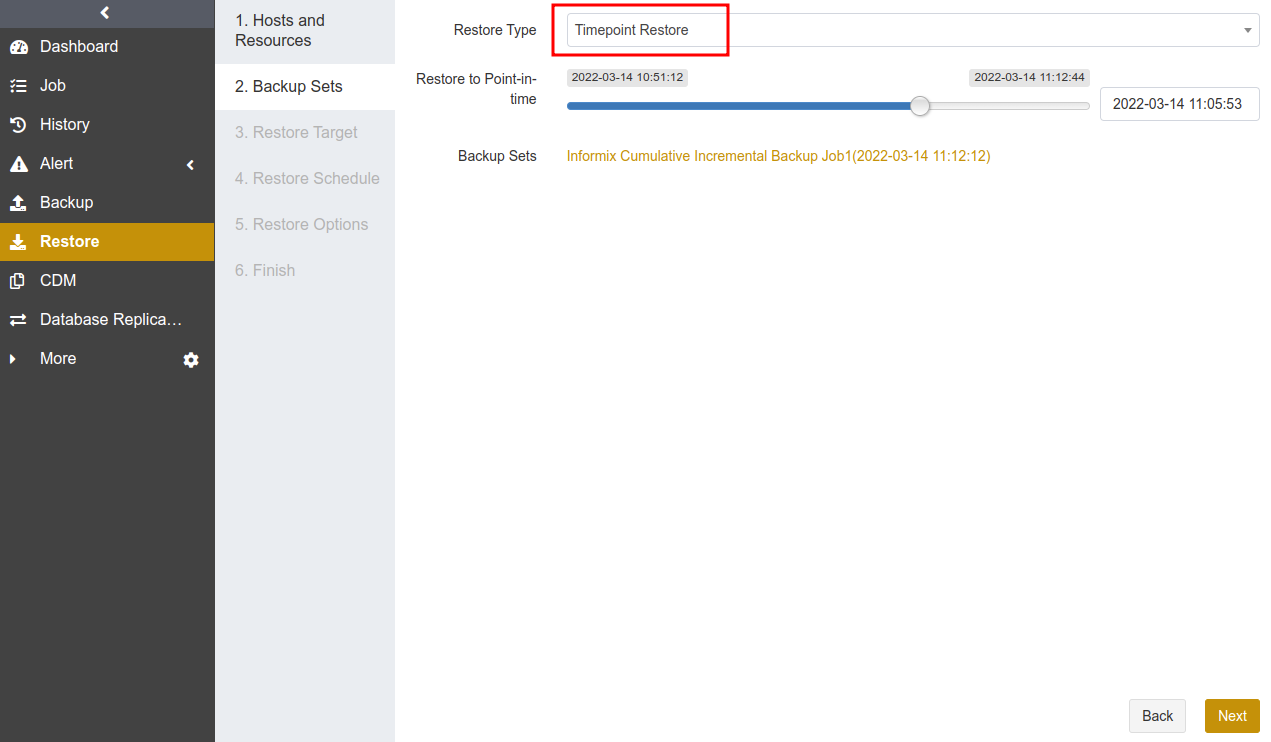 Dashboard
Job
History
Alert
Backup
Restore
CDM
Database Replica…
More
1. Hosts and
Resources
2. Backup Sets
3. Restore Target
4. Restore Schedule
5. Restore Options
6. Finish
Restore Type
Timepoint Restore
Restore to Point-in-
time
2022-03-14 10:51:12
2022-03-14 11:12:44
2022-03-14 11:05:53
Backup Sets
Informix Cumulative Incremental Backup Job1(2022-03-14 11:12:12)
Back
Next